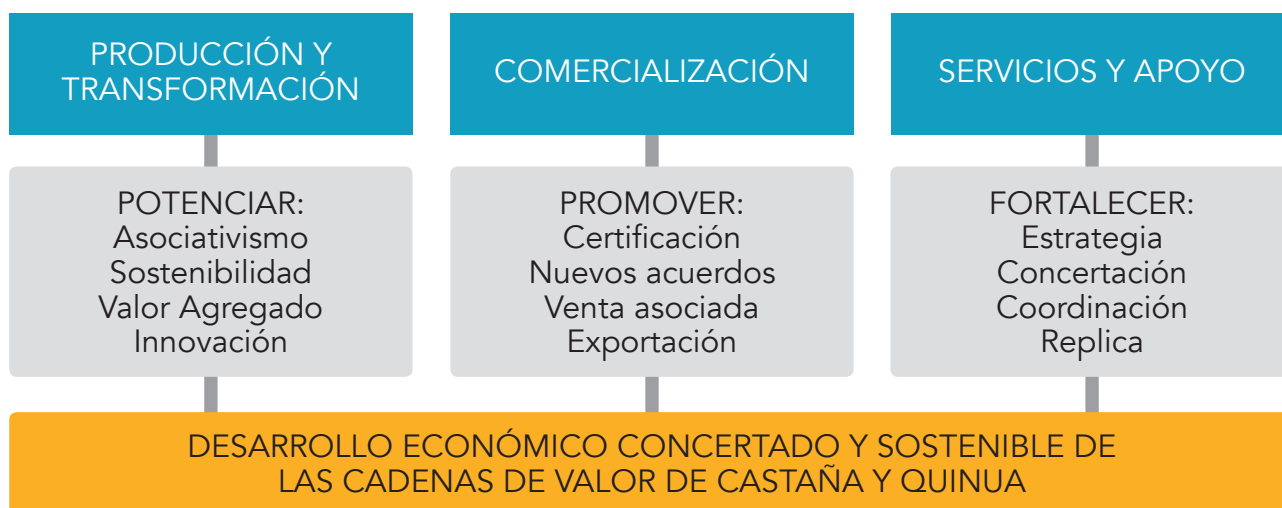 PRODUCCIÓN Y
TRANSFORMACIÓN
COMERCIALIZACIÓN
SERVICIOS Y APOYO
POTENCIAR:
Asociativismo
Sostenibilidad
Valor Agregado
Innovación
PROMOVER:
Certificación
Nuevos acuerdos
Venta asociada
Exportación
FORTALECER:
Estrategia
Concertación
Coordinación
Replica
DESARROLLO ECONÓMICO CONCERTADO Y SOSTENIBLE DE
LAS CADENAS DE VALOR DE CASTAÑA Y QUINUA